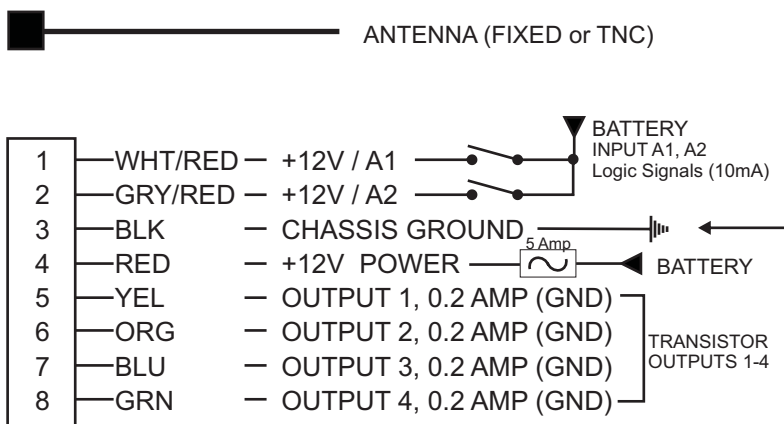 ANTENNA (FIXED or TNC)
BATTERY
INPUT A1, A2
Logic Signals (10mA)
1 WHT/RED — +12V / A1
2 GRY/RED — +12V / A2
3 BLK — CHASSIS GROUND
5 Amp
4 RED — +12V POWER BATTERY
5 YEL — OUTPUT 1, 0.2 AMP (GND)
6 ORG — OUTPUT 2, 0.2 AMP (GND)
7 BLU — OUTPUT 3, 0.2 AMP (GND)
8 GRN — OUTPUT 4, 0.2 AMP (GND)
TRANSISTOR
OUTPUTS 1-4